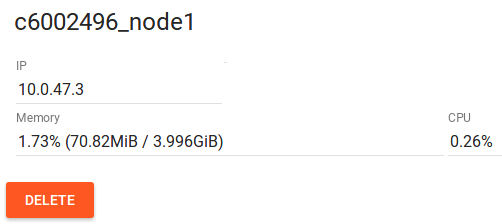 c6002496_node1
IP
10.0.47.3
Memory CPU
1.73% (70.82MiB / 3.996GiB) 0.26%
DELETE